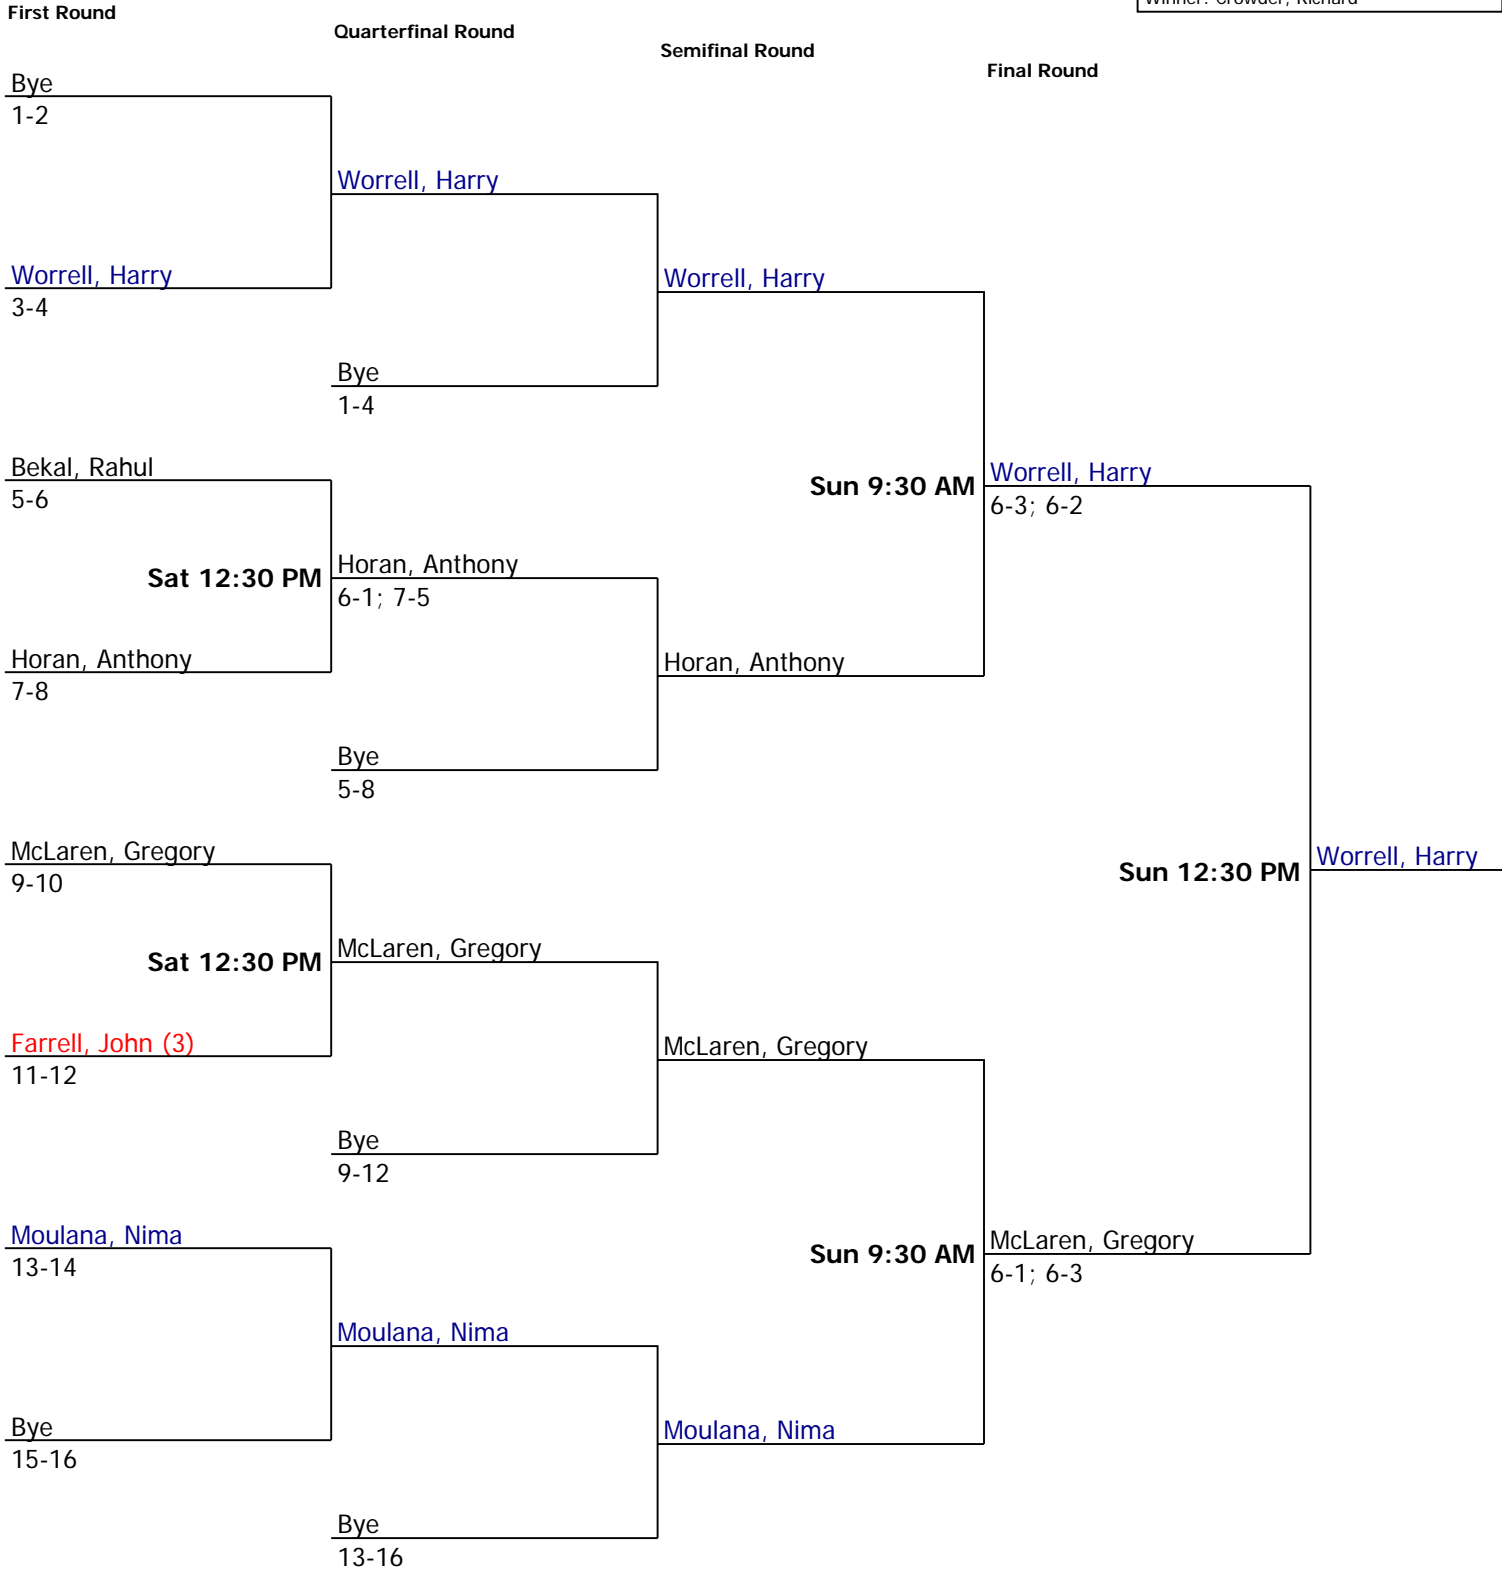 Winner: Crowder, Richard
First Round
Quarterfinal Round
Semifinal Round
Final Round
Bye
1-2
Worrell, Harry
Worrell, Harry
3-4
Worrell, Harry
Bye
1-4
Bekal, Rahul
5-6
Sun 9:30 AM
Worrell, Harry
6-3; 6-2
Sat 12:30 PM
Horan, Anthony
6-1; 7-5
Horan, Anthony
7-8
Horan, Anthony
Bye
5-8
McLaren, Gregory
9-10
Sun 12:30 PM
Worrell, Harry
Sat 12:30 PM
McLaren, Gregory
Farrell, John (3)
11-12
McLaren, Gregory
Bye
9-12
Moulana, Nima
13-14
Sun 9:30 AM
McLaren, Gregory
6-1; 6-3
Moulana, Nima
Bye
15-16
Moulana, Nima
Bye
13-16